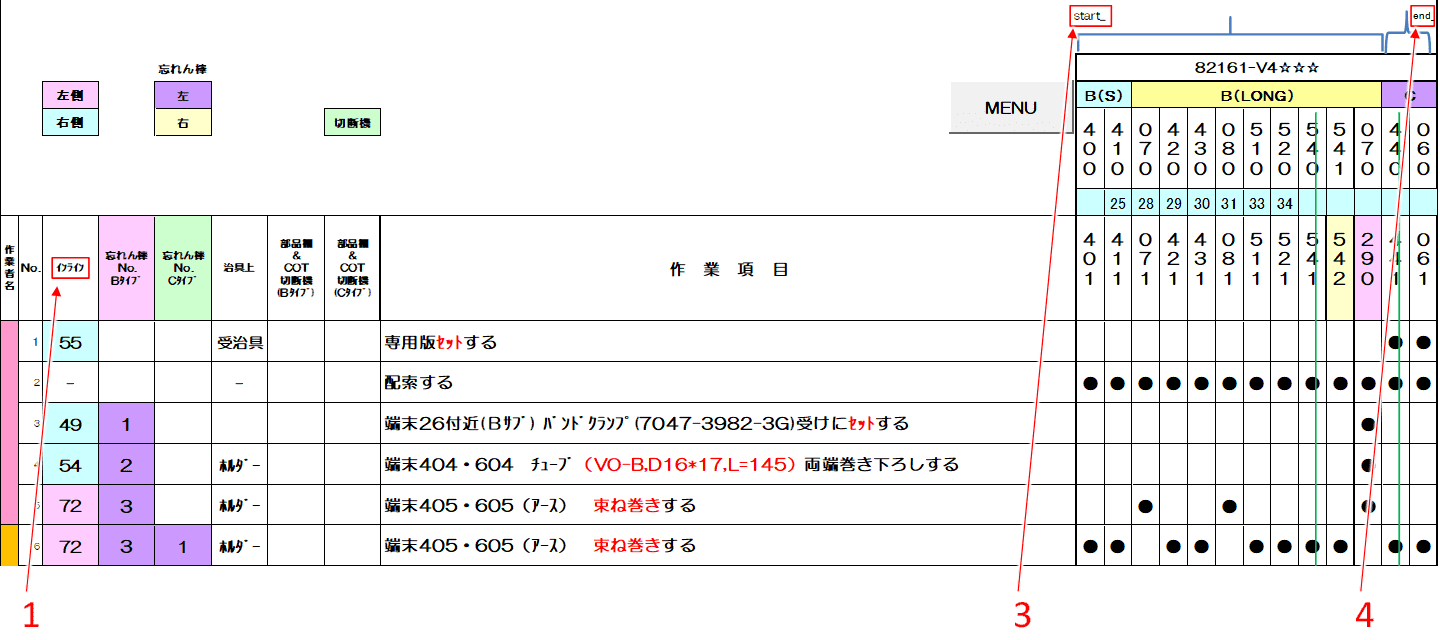 start_
end_
82161-V4☆☆☆
忘れん棒
左側 左
右側 右 切断機
MENU
B(S) B(LONG) C
400 410 070 420 430 080 510 520 540 541 070 440 060
25 28 29 30 31 33 34
作業者名 No. ｲﾝﾗｲﾝ 忘れん棒 No. Bﾀｲﾌﾟ 忘れん棒 No. Cﾀｲﾌﾟ 治具上 部品棚 & COT 切断機 (Bﾀｲﾌﾟ) 部品棚 & COT 切断機 (Cﾀｲﾌﾟ) 作業項目 401 411 071 421 431 081 511 521 541 542 290 441 061
1 55 受治具 専用版ｾｯﾄする ● ●
2 - - 配索する ● ● ● ● ● ● ● ● ● ● ● ● ●
3 49 1 端末26付近(Bｻﾌﾞ) ﾊﾞﾝﾄﾞｸﾗﾝﾌﾟ(7047-3982-3G)受けにｾｯﾄする ●
4 54 2 ﾎﾙﾀﾞｰ 端末404・604 ﾁｭｰﾌﾞ（VO-B,D16*17,L=145）両端巻き下ろしする ●
5 72 3 ﾎﾙﾀﾞｰ 端末405・605（ｱｰｽ） 束ね巻きする ● ● ●
6 72 3 1 ﾎﾙﾀﾞｰ 端末405・605（ｱｰｽ） 束ね巻きする ● ● ● ● ● ● ● ● ● ●
1 3 4